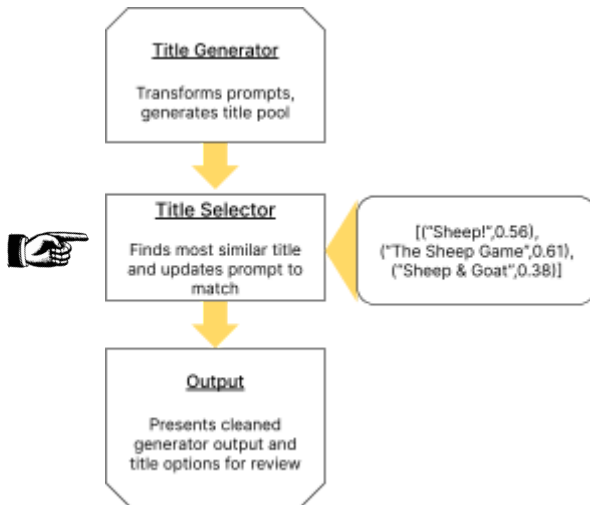 Title Generator
Transforms prompts,
generates title pool
Title Selector
Finds most similar title
and updates prompt to
match
[("Sheep!",0.56),
("The Sheep Game",0.61),
("Sheep & Goat",0.38)]
Output
Presents cleaned
generator output and
title options for review